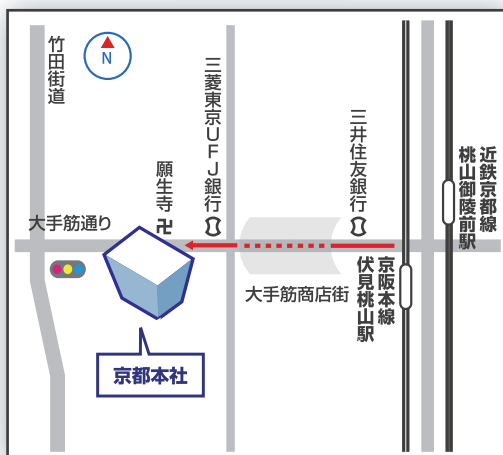 竹田街道
N
三菱東京UFJ銀行
三井住友銀行
近鉄京都線
桃山御陵前駅
願生寺
卍
大手筋通り
京阪本線
伏見桃山駅
大手筋商店街
京都本社